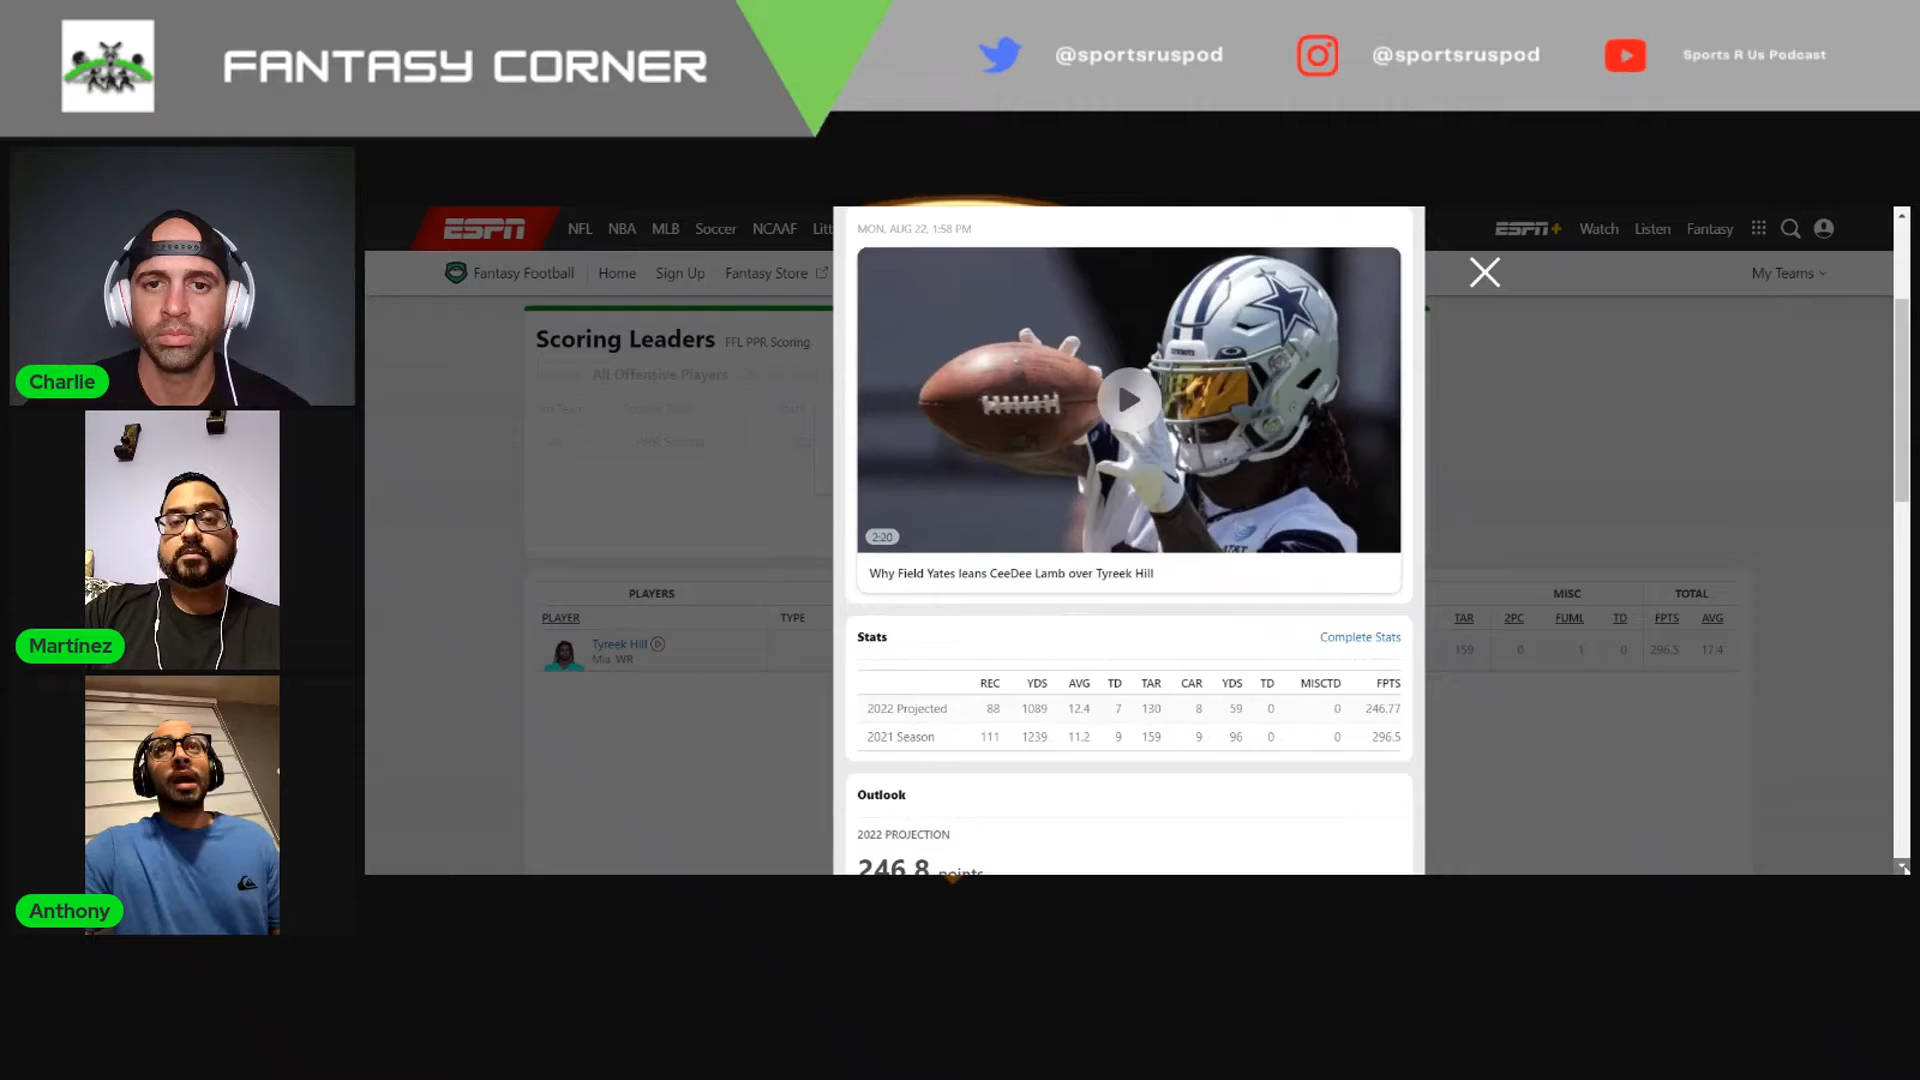 FANTASY CORNER
@sportsruspod
@sportsruspod
Sports R Us Podcast
Charlie
Martínez
Anthony
ESPN
NFL NBA MLB Soccer NCAAF
ESPN+ Watch Listen Fantasy
Fantasy Football Home Sign Up Fantasy Store
My Teams
Scoring Leaders FFL PPR Scoring
All Offensive Players
PPR Scoring
PLAYERS
PLAYER TYPE
Tyreek Hill
Mia WR
MISC TOTAL
TAR 2PC FUML TD FPTS AVG
159 0 1 0 296.5 17.4
MON, AUG 22, 1:58 PM
COWBOYS
AT&T
2:20
Why Field Yates leans CeeDee Lamb over Tyreek Hill
Stats Complete Stats
REC YDS AVG TD TAR CAR YDS TD MISCTD FPTS
2022 Projected 88 1089 12.4 7 130 8 59 0 0 246.77
2021 Season 111 1239 11.2 9 159 9 96 0 0 296.5
Outlook
2022 PROJECTION
246.8 points